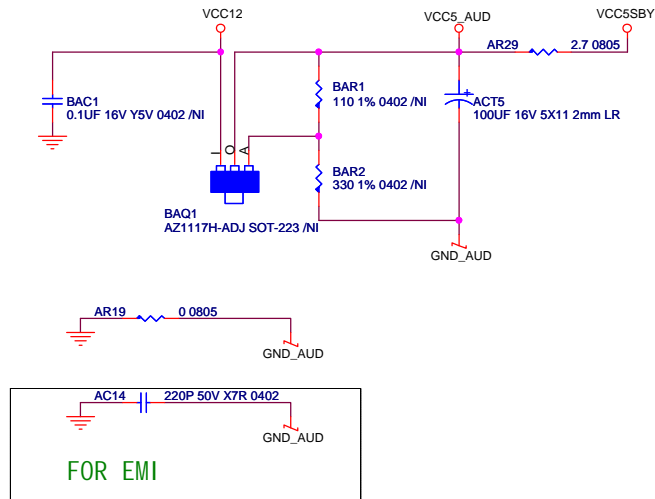 VCC12
VCC5_AUD
VCC5SBY
AR29
2.7 0805
BAC1
0.1UF 16V Y5V 0402 /NI
BAR1
110 1% 0402 /NI
ACT5
100UF 16V 5X11 2mm LR
+
I
O
A
BAR2
330 1% 0402 /NI
BAQ1
AZ1117H-ADJ SOT-223 /NI
GND_AUD
AR19
0 0805
GND_AUD
AC14
220P 50V X7R 0402
GND_AUD
FOR EMI